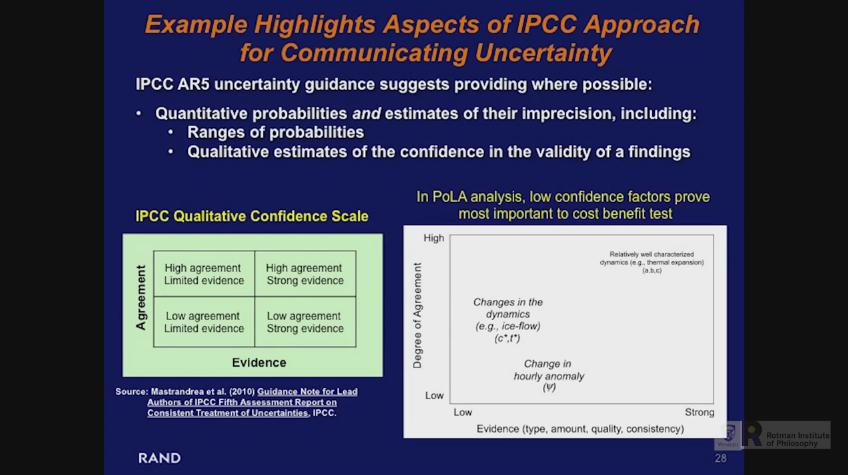 Example Highlights Aspects of IPCC Approach
for Communicating Uncertainty
IPCC AR5 uncertainty guidance suggests providing where possible:
• Quantitative probabilities and estimates of their imprecision, including:
• Ranges of probabilities
• Qualitative estimates of the confidence in the validity of a findings
IPCC Qualitative Confidence Scale
Agreement
High agreement
Limited evidence
High agreement
Strong evidence
Low agreement
Limited evidence
Low agreement
Strong evidence
Evidence
Source: Mastrandrea et al. (2010) Guidance Note for Lead
Authors of IPCC Fifth Assessment Report on
Consistent Treatment of Uncertainties, IPCC.
In PoLA analysis, low confidence factors prove
most important to cost benefit test
High
Degree of Agreement
Low
Relatively well characterized
dynamics (e.g., thermal expansion)
(a,b,c)
Changes in the
dynamics
(e.g., ice-flow)
(c*,t*)
Change in
hourly anomaly
(Ψ)
Low
Strong
Evidence (type, amount, quality, consistency)
RAND
Rotman Institute
of Philosophy
28